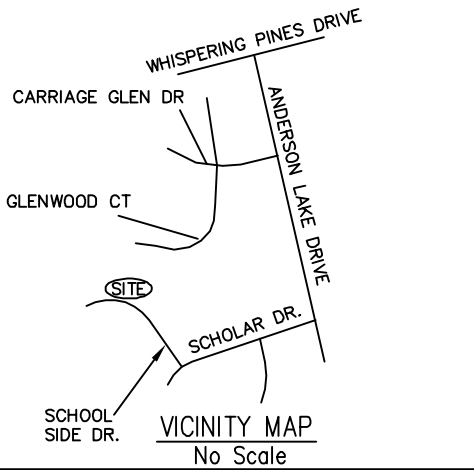 WHISPERING PINES DRIVE
CARRIAGE GLEN DR
ANDERSON LAKE DRIVE
GLENWOOD CT
SITE
SCHOLAR DR.
SCHOOL
SIDE DR.
VICINITY MAP
No Scale